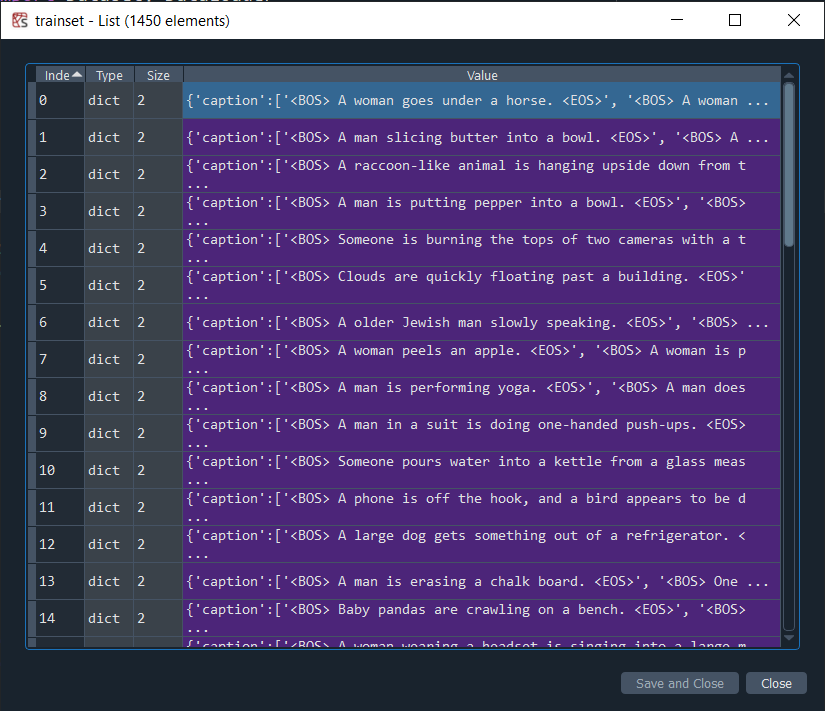 trainset - List (1450 elements)
Inde Type Size Value
0 dict 2 {'caption':['<BOS> A woman goes under a horse. <EOS>', '<BOS> A woman ...
1 dict 2 {'caption':['<BOS> A man slicing butter into a bowl. <EOS>', '<BOS> A ...
2 dict 2 {'caption':['<BOS> A raccoon-like animal is hanging upside down from t
...
3 dict 2 {'caption':['<BOS> A man is putting pepper into a bowl. <EOS>', '<BOS>
...
4 dict 2 {'caption':['<BOS> Someone is burning the tops of two cameras with a t
...
5 dict 2 {'caption':['<BOS> Clouds are quickly floating past a building. <EOS>'
...
6 dict 2 {'caption':['<BOS> A older Jewish man slowly speaking. <EOS>', '<BOS> ...
7 dict 2 {'caption':['<BOS> A woman peels an apple. <EOS>', '<BOS> A woman is p
...
8 dict 2 {'caption':['<BOS> A man is performing yoga. <EOS>', '<BOS> A man does
...
9 dict 2 {'caption':['<BOS> A man in a suit is doing one-handed push-ups. <EOS>
...
10 dict 2 {'caption':['<BOS> Someone pours water into a kettle from a glass meas
...
11 dict 2 {'caption':['<BOS> A phone is off the hook, and a bird appears to be d
...
12 dict 2 {'caption':['<BOS> A large dog gets something out of a refrigerator. <
...
13 dict 2 {'caption':['<BOS> A man is erasing a chalk board. <EOS>', '<BOS> One ...
14 dict 2 {'caption':['<BOS> Baby pandas are crawling on a bench. <EOS>', '<BOS>
...
{'caption':['<BOS> A woman wearing a headset is singing into a large m
Save and Close Close